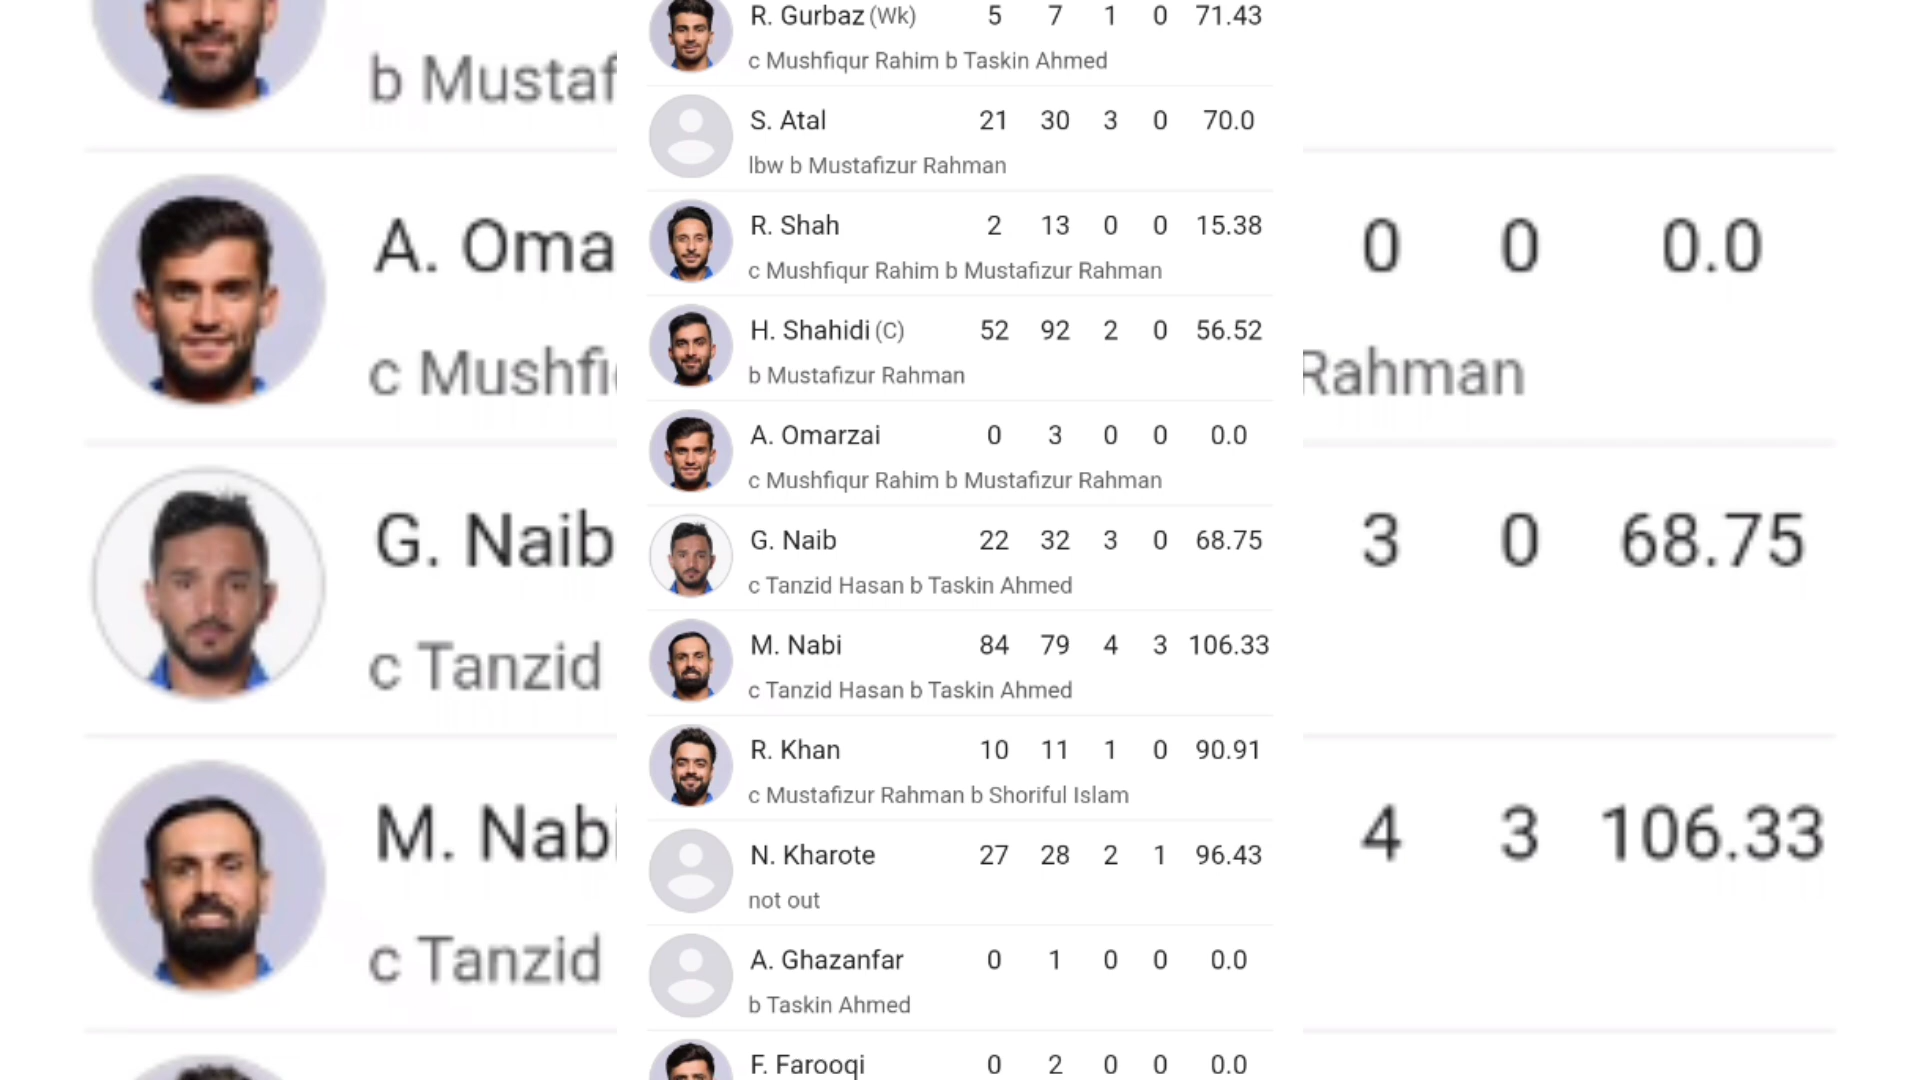 R. Gurbaz (Wk) 5 7 1 0 71.43
c Mushfiqur Rahim b Taskin Ahmed
S. Atal 21 30 3 0 70.0
lbw b Mustafizur Rahman
R. Shah 2 13 0 0 15.38
c Mushfiqur Rahim b Mustafizur Rahman
H. Shahidi (C) 52 92 2 0 56.52
b Mustafizur Rahman
A. Omarzai 0 3 0 0 0.0
c Mushfiqur Rahim b Mustafizur Rahman
G. Naib 22 32 3 0 68.75
c Tanzid Hasan b Taskin Ahmed
M. Nabi 84 79 4 3 106.33
c Tanzid Hasan b Taskin Ahmed
R. Khan 10 11 1 0 90.91
c Mustafizur Rahman b Shoriful Islam
N. Kharote 27 28 2 1 96.43
not out
A. Ghazanfar 0 1 0 0 0.0
b Taskin Ahmed
F. Farooqi 0 2 0 0 0.0
b Mustaf
A. Oma
c Mushfi
G. Naib
c Tanzid
M. Nabi
c Tanzid
0 0 0.0
Rahman
3 0 68.75
4 3 106.33